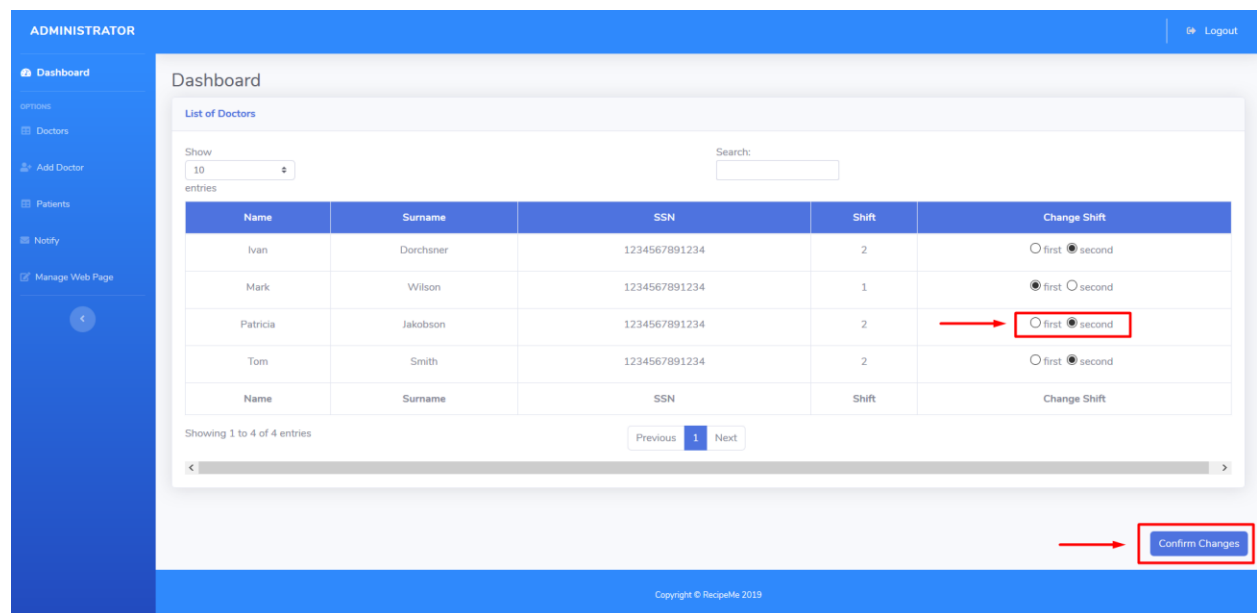 ADMINISTRATOR
Logout
Dashboard
OPTIONS
Doctors
Add Doctor
Patients
Notify
Manage Web Page
Dashboard
List of Doctors
Show
10
entries
Search:
Name Surname SSN Shift Change Shift
Ivan Dorchsner 1234567891234 2 first second
Mark Wilson 1234567891234 1 first second
Patricia Jakobson 1234567891234 2 first second
Tom Smith 1234567891234 2 first second
Name Surname SSN Shift Change Shift
Showing 1 to 4 of 4 entries
Previous 1 Next
Confirm Changes
Copyright © RecipeMe 2019